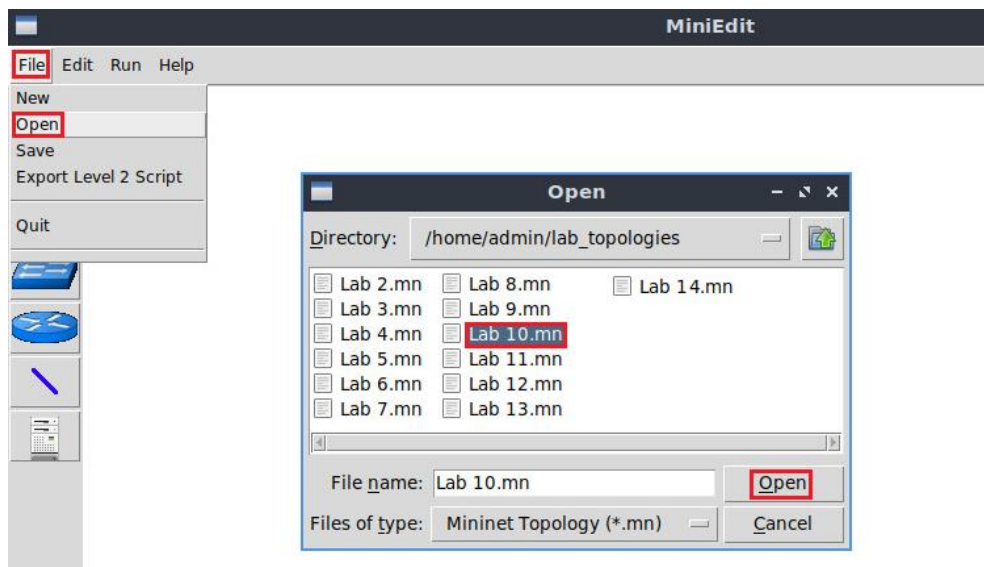 MiniEdit
File Edit Run Help
New
Open
Save
Export Level 2 Script
Quit
Open
Directory: /home/admin/lab_topologies
Lab 2.mn Lab 8.mn Lab 14.mn
Lab 3.mn Lab 9.mn
Lab 4.mn Lab 10.mn
Lab 5.mn Lab 11.mn
Lab 6.mn Lab 12.mn
Lab 7.mn Lab 13.mn
File name: Lab 10.mn Open
Files of type: Mininet Topology (*.mn) Cancel